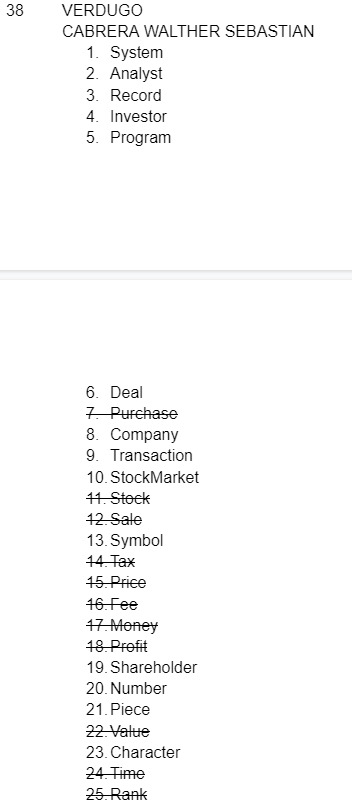 38 VERDUGO
CABRERA WALTHER SEBASTIAN
1. System
2. Analyst
3. Record
4. Investor
5. Program
6. Deal
7. Purchase
8. Company
9. Transaction
10. StockMarket
11. Stock
12. Sale
13. Symbol
14. Tax
15. Price
16. Fee
17. Money
18. Profit
19. Shareholder
20. Number
21. Piece
22. Value
23. Character
24. Time
25. Rank